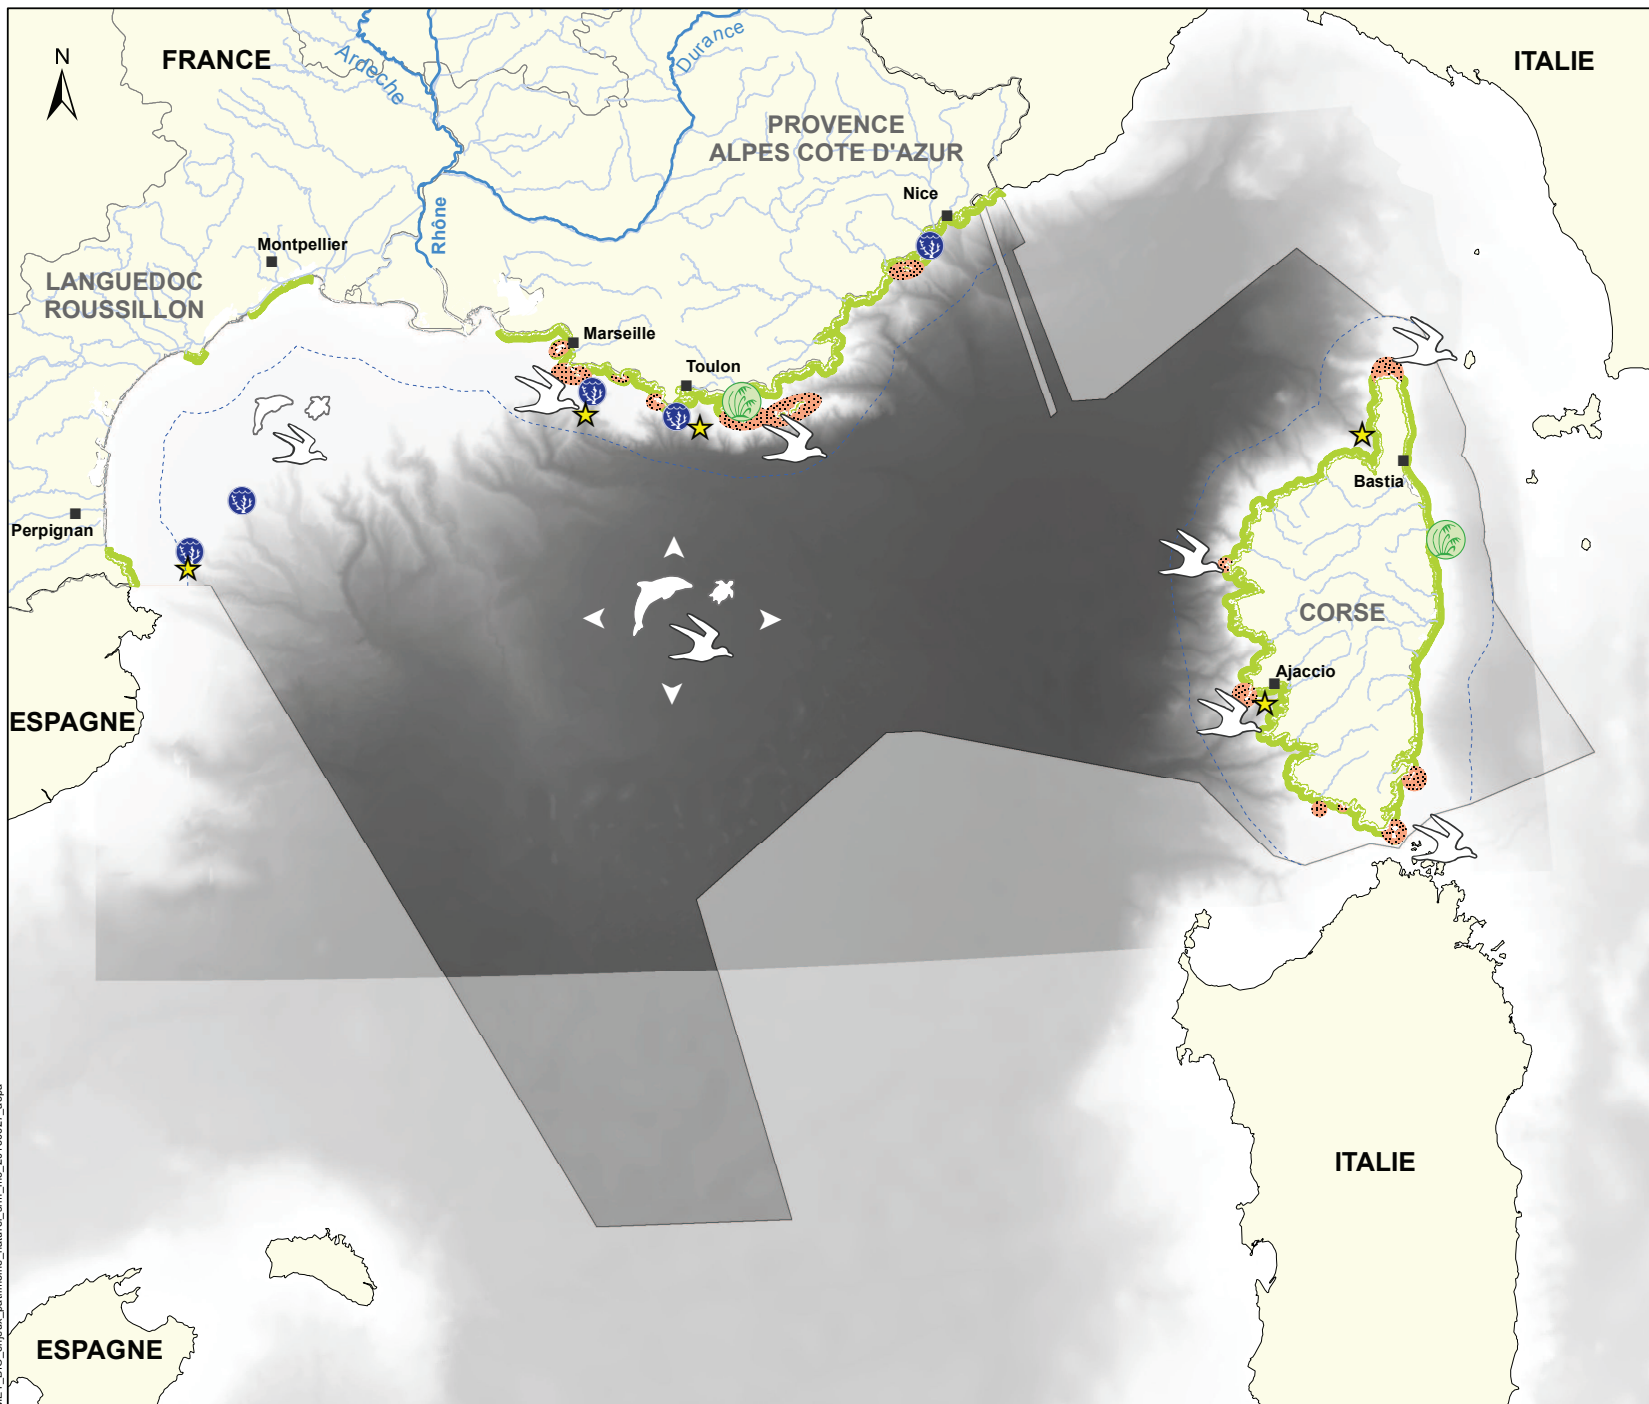 N
FRANCE
ITALIE
Ardeche
Durance
PROVENCE
ALPES COTE D'AZUR
Nice
Rhône
Montpellier
LANGUEDOC
ROUSSILLON
Marseille
Toulon
Bastia
Perpignan
CORSE
Ajaccio
ESPAGNE
ITALIE
ESPAGNE